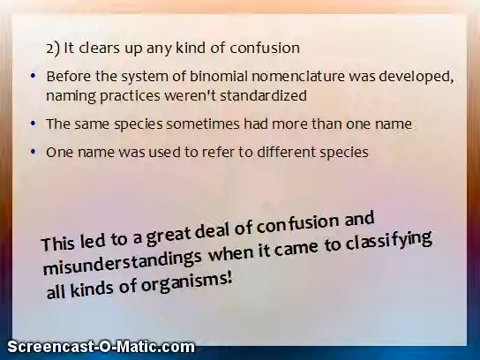 2) It clears up any kind of confusion
• Before the system of binomial nomenclature was developed,
naming practices weren't standardized
• The same species sometimes had more than one name
• One name was used to refer to different species
This led to a great deal of confusion and
misunderstandings when it came to classifying
all kinds of organisms!
Screencast-O-Matic.com